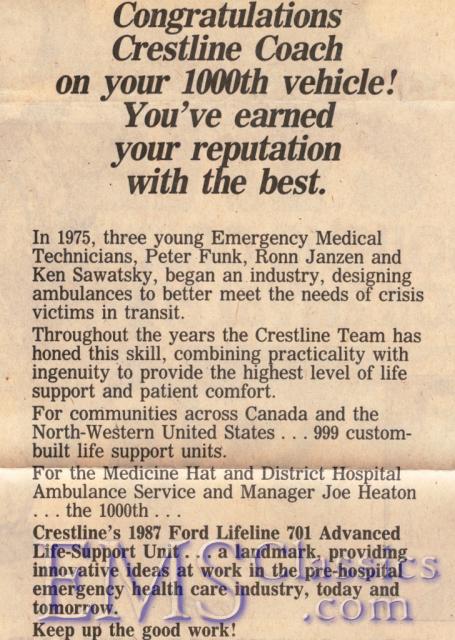 Congratulations
Crestline Coach
on your 1000th vehicle!
You've earned
your reputation
with the best.
In 1975, three young Emergency Medical
Technicians, Peter Funk, Ronn Janzen and
Ken Sawatsky, began an industry, designing
ambulances to better meet the needs of crisis
victims in transit.
Throughout the years the Crestline Team has
honed this skill, combining practicality with
ingenuity to provide the highest level of life
support and patient comfort.
For communities across Canada and the
North-Western United States . . . 999 custom-
built life support units.
For the Medicine Hat and District Hospital
Ambulance Service and Manager Joe Heaton
. . . the 1000th . . .
Crestline's 1987 Ford Lifeline 701 Advanced
Life-Support Unit . . . a landmark, providing
innovative ideas at work in the pre-hospital
emergency health care industry, today and
tomorrow.
Keep up the good work!
EMSClassics
.com